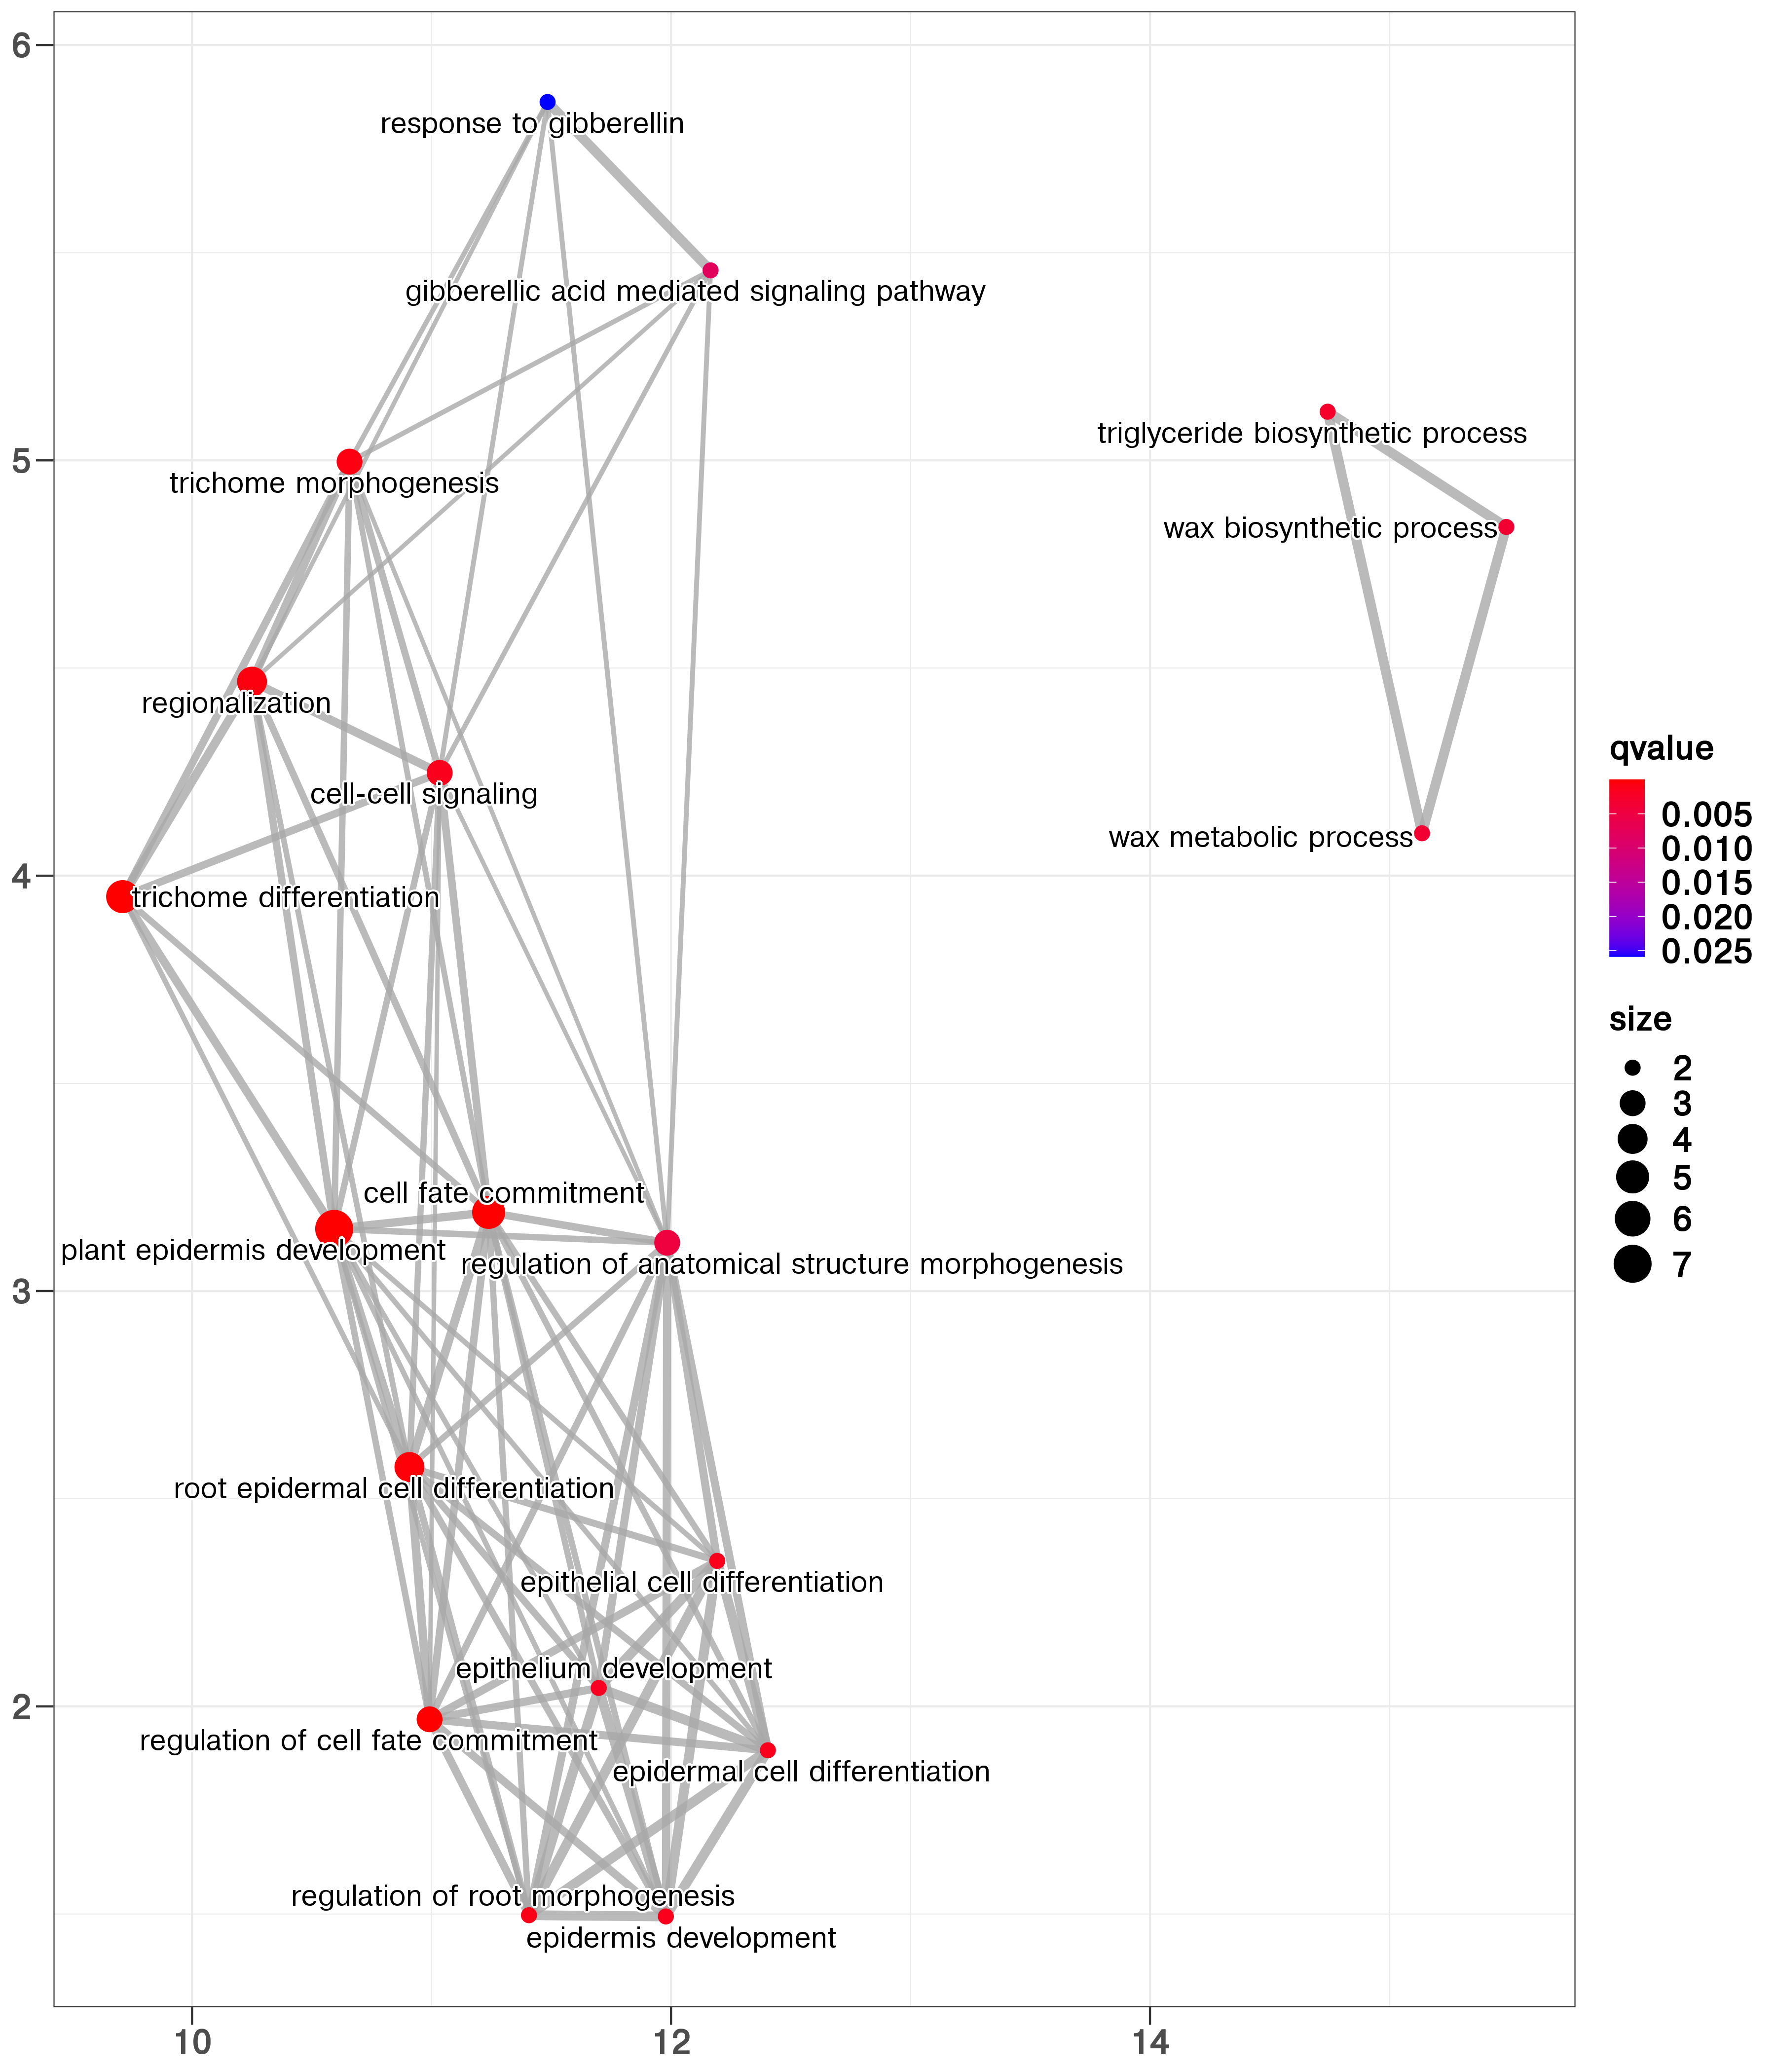 6
response to gibberellin
gibberellic acid mediated signaling pathway
triglyceride biosynthetic process
5
trichome morphogenesis
wax biosynthetic process
regionalization
cell-cell signaling
wax metabolic process
4
trichome differentiation
cell fate commitment
plant epidermis development
regulation of anatomical structure morphogenesis
3
root epidermal cell differentiation
epithelial cell differentiation
epithelium development
2
regulation of cell fate commitment
epidermal cell differentiation
regulation of root morphogenesis
epidermis development
10
12
14
qvalue
0.005
0.010
0.015
0.020
0.025
size
2
3
4
5
6
7